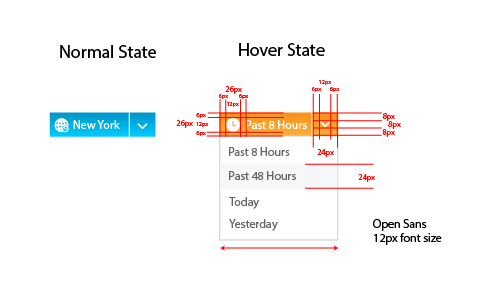 Normal State
Hover State
26px
12px
6px 6px
6px 6px
12px
New York
26px
6px
12px
6px
Past 8 Hours
8px
8px
8px
Past 8 Hours
24px
Past 48 Hours
24px
Today
Yesterday
Open Sans
12px font size